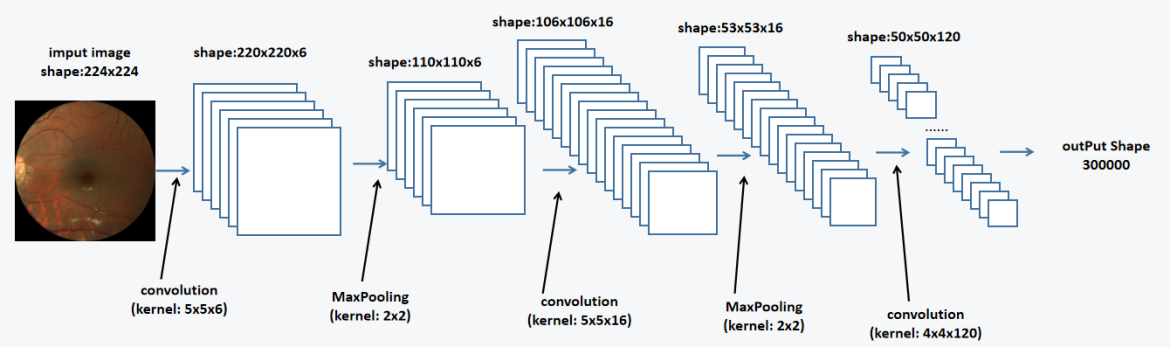 imput image
shape:224x224
shape:220x220x6
shape:110x110x6
shape:106x106x16
shape:53x53x16
shape:50x50x120
......
outPut Shape
300000
convolution
(kernel: 5x5x6)
MaxPooling
(kernel: 2x2)
convolution
(kernel: 5x5x16)
MaxPooling
(kernel: 2x2)
convolution
(kernel: 4x4x120)